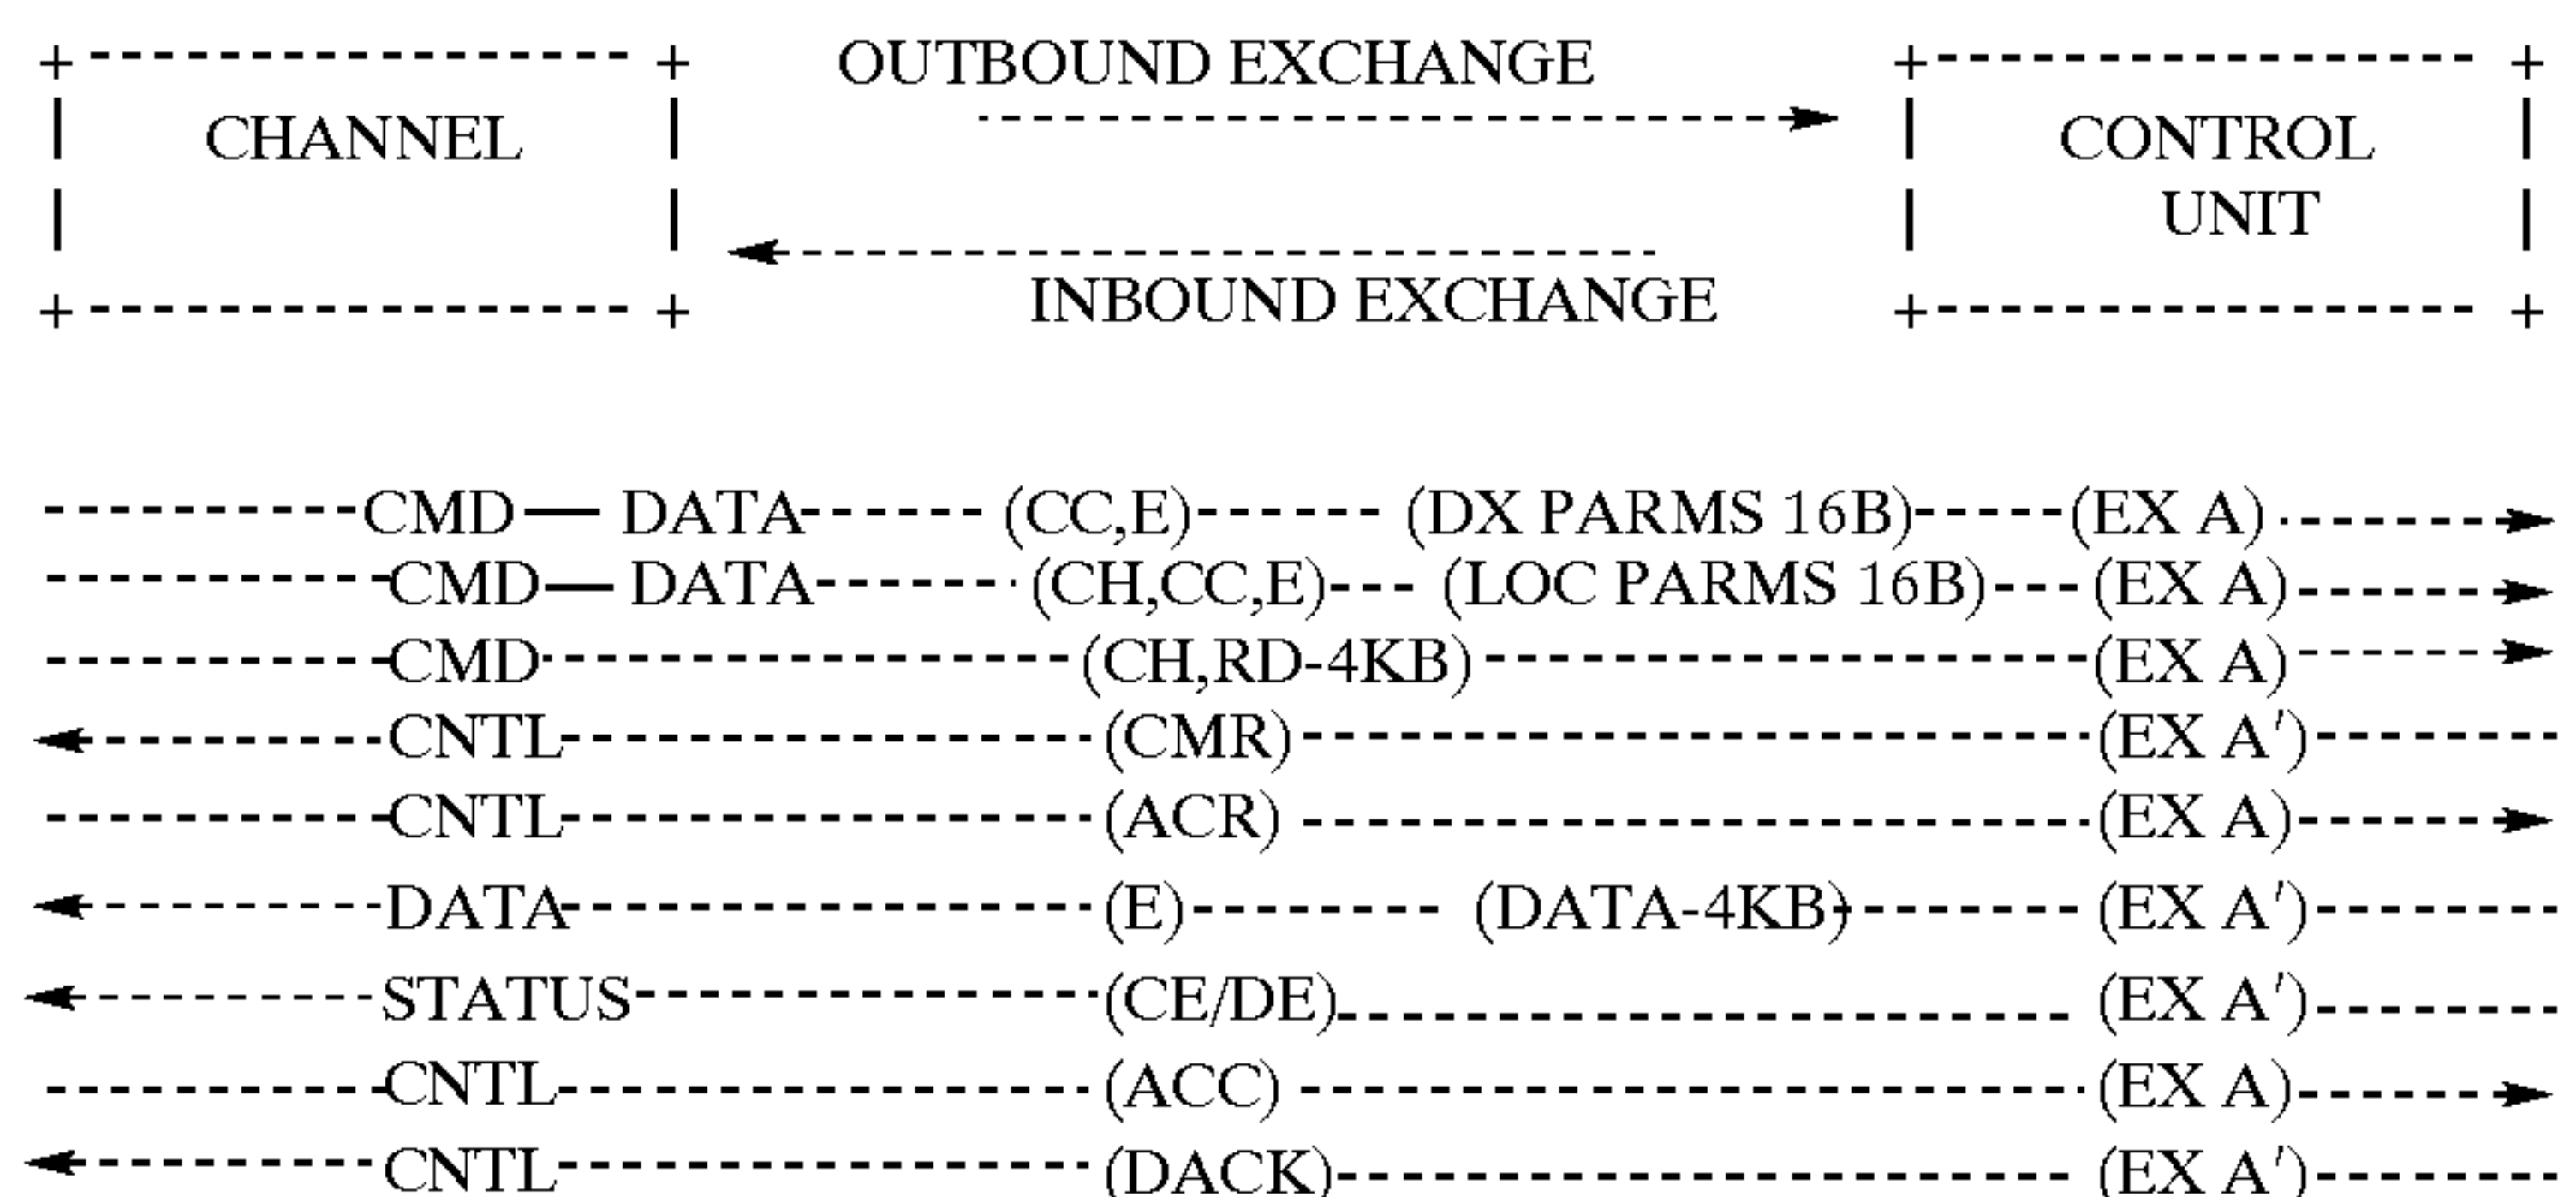 OUTBOUND EXCHANGE
CHANNEL
CONTROL
UNIT
INBOUND EXCHANGE
CMD DATA (CC,E) (DX PARMS 16B) (EX A)
CMD DATA (CH,CC,E) (LOC PARMS 16B) (EX A)
CMD (CH,RD-4KB) (EX A)
CNTL (CMR) (EX A')
CNTL (ACR) (EX A)
DATA (E) (DATA-4KB) (EX A')
STATUS (CE/DE) (EX A')
CNTL (ACC) (EX A)
CNTL (DACK) (EX A')